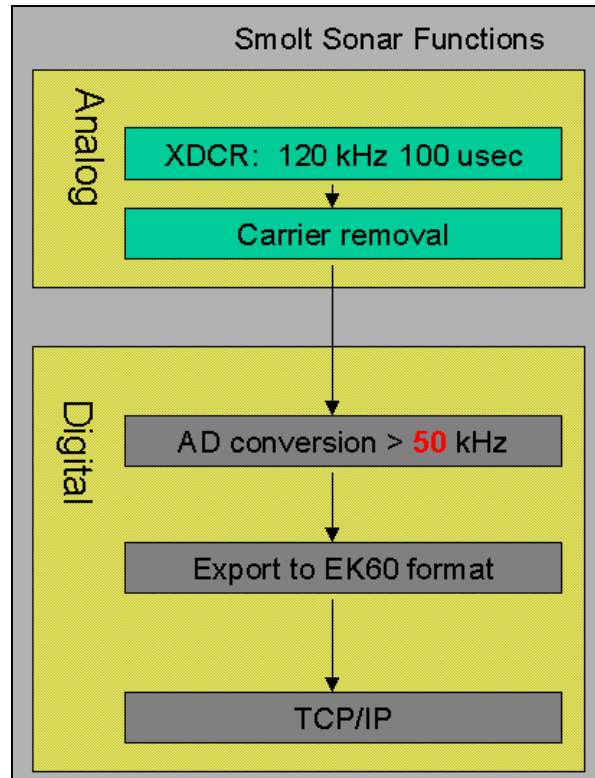 Smolt Sonar Functions
Analog
XDCR: 120 kHz 100 usec
Carrier removal
Digital
AD conversion > 50 kHz
Export to EK60 format
TCP/IP